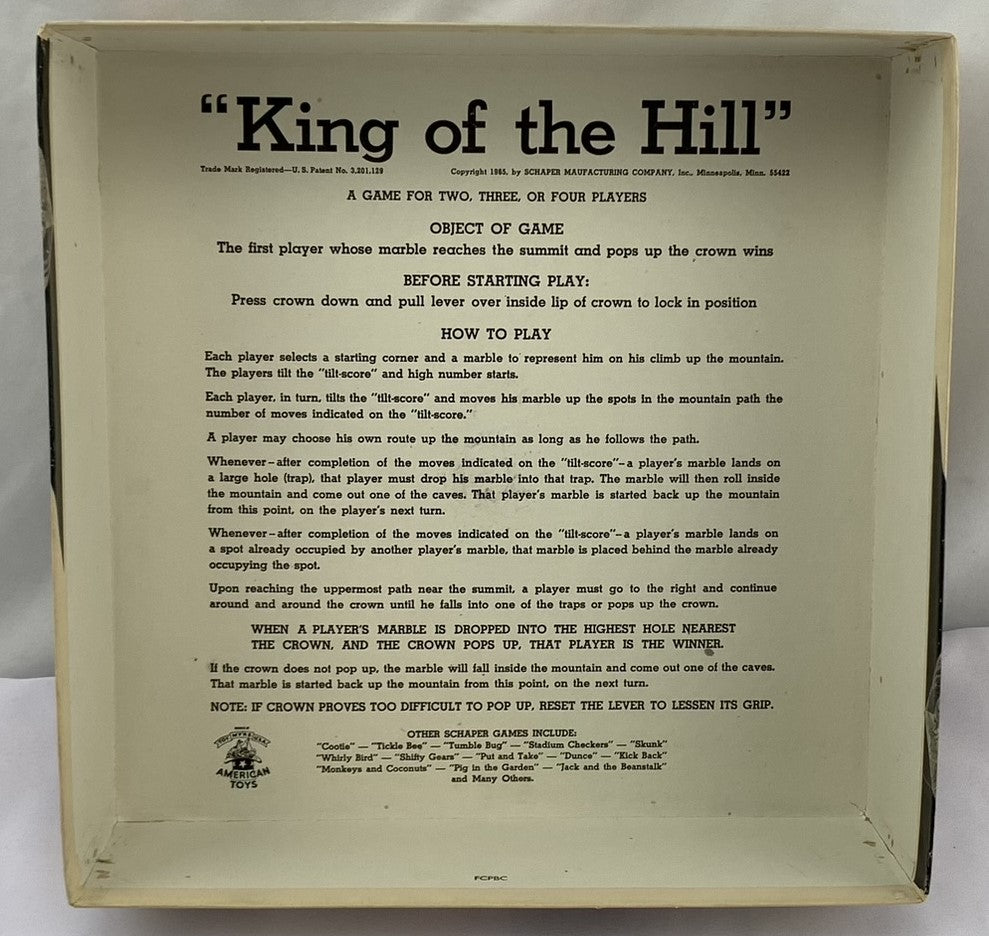 “King of the Hill”
Trade Mark Registered—U. S. Patent No. 3,201,129 Copyright 1965, by SCHAPER MAUFACTURING COMPANY, Inc., Minneapolis, Minn. 55422
A GAME FOR TWO, THREE, OR FOUR PLAYERS
OBJECT OF GAME
The first player whose marble reaches the summit and pops up the crown wins
BEFORE STARTING PLAY:
Press crown down and pull lever over inside lip of crown to lock in position
HOW TO PLAY
Each player selects a starting corner and a marble to represent him on his climb up the mountain.
The players tilt the "tilt-score" and high number starts.
Each player, in turn, tilts the "tilt-score" and moves his marble up the spots in the mountain path the
number of moves indicated on the "tilt-score."
A player may choose his own route up the mountain as long as he follows the path.
Whenever—after completion of the moves indicated on the "tilt-score"—a player's marble lands on
a large hole (trap), that player must drop his marble into that trap. The marble will then roll inside
the mountain and come out one of the caves. That player's marble is started back up the mountain
from this point, on the player's next turn.
Whenever—after completion of the moves indicated on the "tilt-score"—a player's marble lands on
a spot already occupied by another player's marble, that marble is placed behind the marble already
occupying the spot.
Upon reaching the uppermost path near the summit, a player must go to the right and continue
around and around the crown until he falls into one of the traps or pops up the crown.
WHEN A PLAYER'S MARBLE IS DROPPED INTO THE HIGHEST HOLE NEAREST
THE CROWN, AND THE CROWN POPS UP, THAT PLAYER IS THE WINNER.
If the crown does not pop up, the marble will fall inside the mountain and come out one of the caves.
That marble is started back up the mountain from this point, on the next turn.
NOTE: IF CROWN PROVES TOO DIFFICULT TO POP UP, RESET THE LEVER TO LESSEN ITS GRIP.
OTHER SCHAPER GAMES INCLUDE:
"Cootie" — "Tickle Bee" — "Tumble Bug" — "Stadium Checkers" — "Skunk"
"Whirly Bird" — "Shifty Gears" — "Put and Take" — "Dunce" — "Kick Back"
"Monkeys and Coconuts" — "Pig in the Garden" — "Jack and the Beanstalk"
and Many Others.
AMERICAN
TOYS
FCPBC